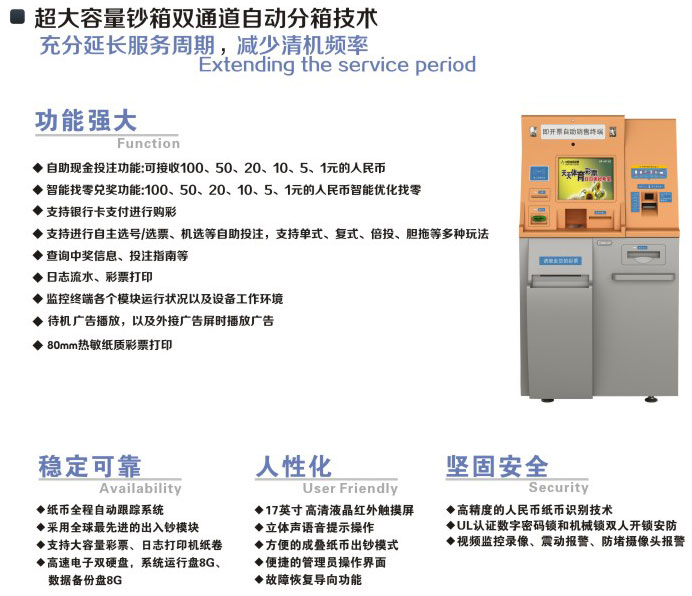 超大容量钞箱双通道自动分箱技术
充分延长服务周期，减少清机频率
Extending the service period
功能强大
Function
◆ 自助现金投注功能:可接收100、50、20、10、5、1元的人民币
◆ 智能找零兑奖功能:100、50、20、10、5、1元的人民币智能优化找零
◆ 支持银行卡支付进行购彩
◆ 支持进行自主选号/选票、机选等自助投注，支持单式、复式、倍投、胆拖等多种玩法
◆ 查询中奖信息、投注指南等
◆ 日志流水、彩票打印
◆ 监控终端各个模块运行状况以及设备工作环境
◆ 待机广告播放，以及外接广告屏时播放广告
◆ 80mm热敏纸质彩票打印
即开票自助销售终端
天天体育彩票
请取走您的彩票
稳定可靠
Availability
◆纸币全程自动跟踪系统
◆采用全球最先进的出入钞模块
◆支持大容量彩票、日志打印机纸卷
◆高速电子双硬盘，系统运行盘8G、
数据备份盘8G
人性化
User Friendly
◆17英寸 高清液晶红外触摸屏
◆立体声语音提示操作
◆方便的成叠纸币出钞模式
◆便捷的管理员操作界面
◆故障恢复导向功能
坚固安全
Security
◆高精度的人民币纸币识别技术
◆UL认证数字密码锁和机械锁双人开锁安防
◆视频监控录像、震动报警、防堵摄像头报警